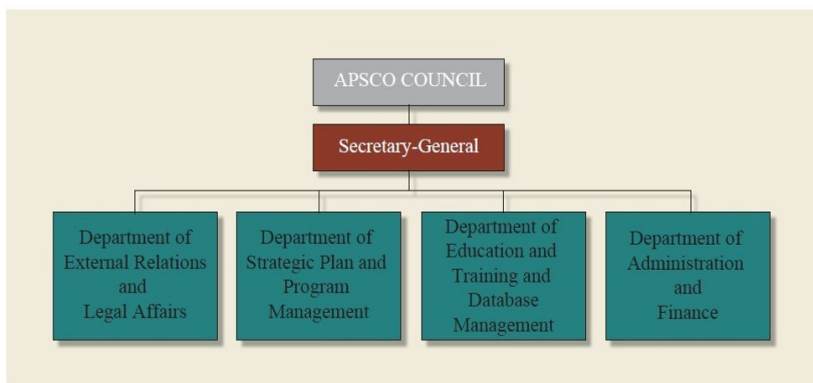 APSCO COUNCIL
Secretary-General
Department of
External Relations
and
Legal Affairs
Department of
Strategic Plan and
Program
Management
Department of
Education and
Training and
Database
Management
Department of
Administration
and
Finance